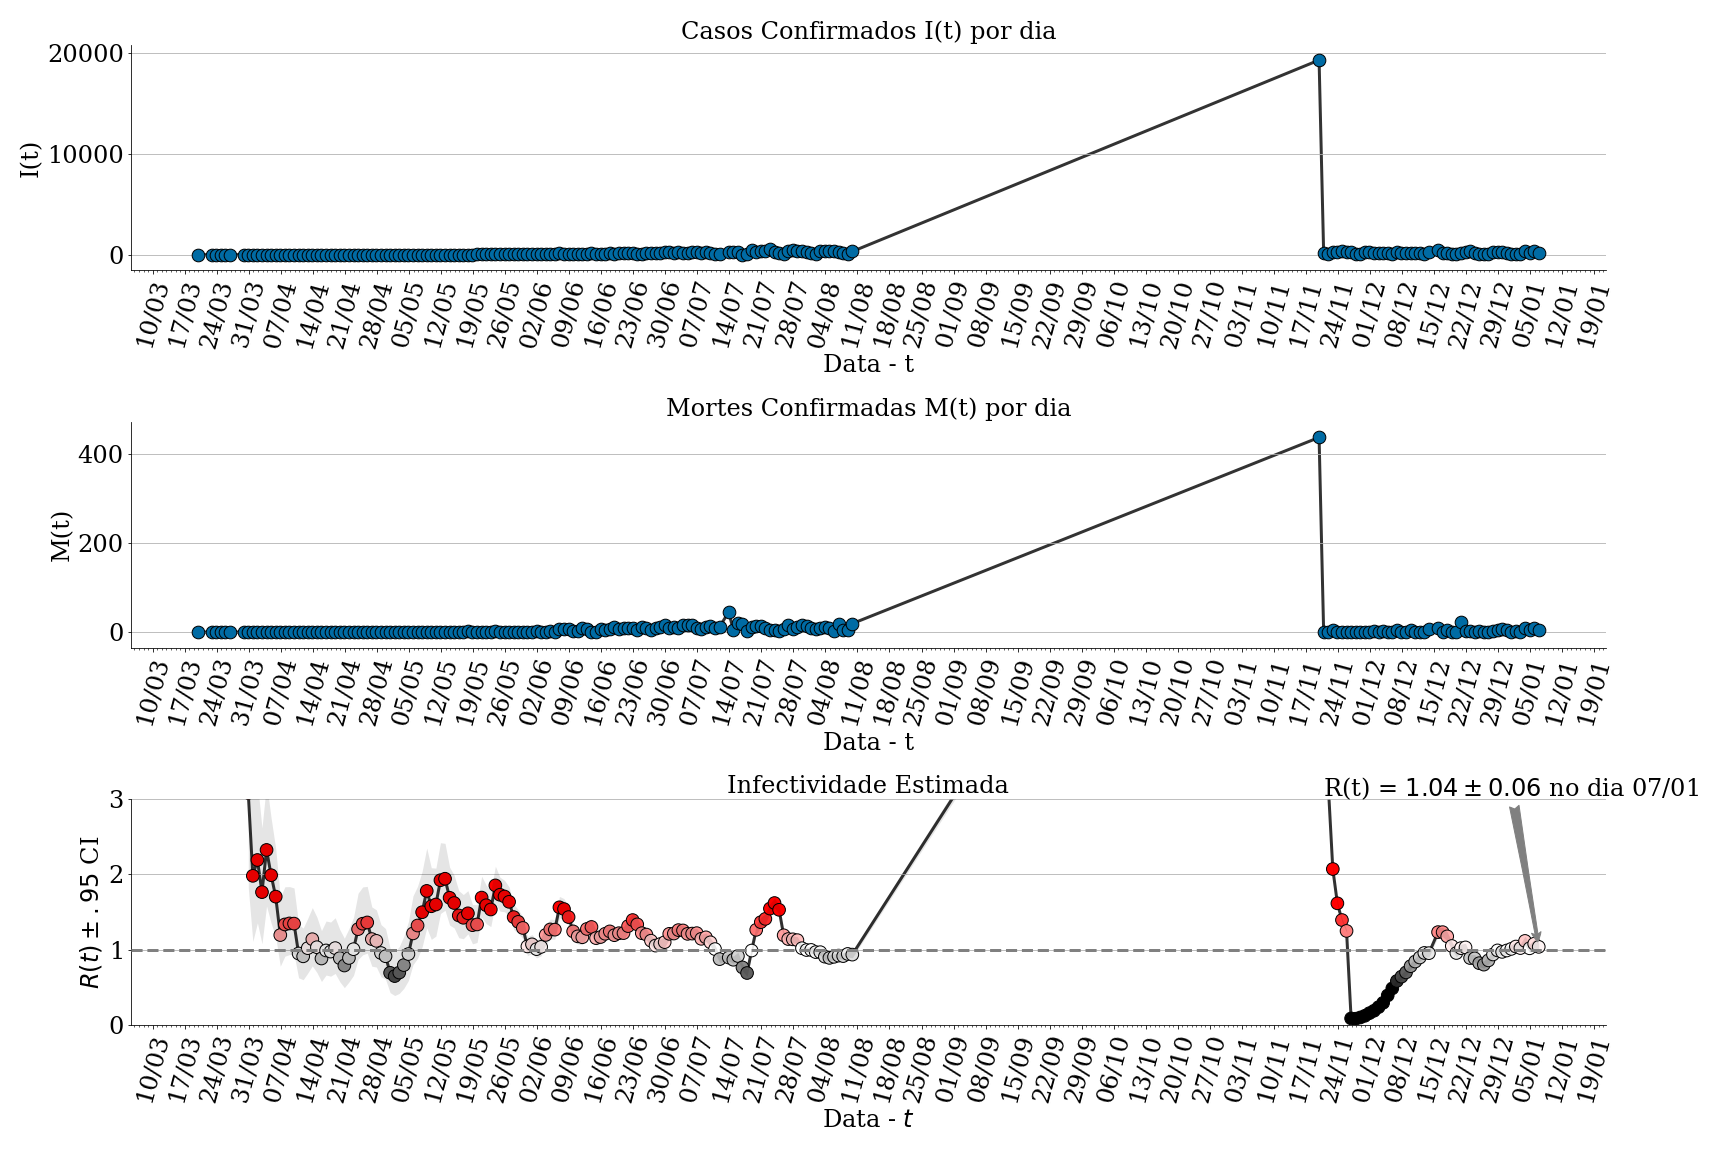 Casos Confirmados I(t) por dia
I(t)
20000
10000
0
10/03 17/03 24/03 31/03 07/04 14/04 21/04 28/04 05/05 12/05 19/05 26/05 02/06 09/06 16/06 23/06 30/06 07/07 14/07 21/07 28/07 04/08 11/08 18/08 25/08 01/09 08/09 15/09 22/09 29/09 06/10 13/10 20/10 27/10 03/11 10/11 17/11 24/11 01/12 08/12 15/12 22/12 29/12 05/01 12/01 19/01
Data - t
Mortes Confirmadas M(t) por dia
M(t)
400
200
0
10/03 17/03 24/03 31/03 07/04 14/04 21/04 28/04 05/05 12/05 19/05 26/05 02/06 09/06 16/06 23/06 30/06 07/07 14/07 21/07 28/07 04/08 11/08 18/08 25/08 01/09 08/09 15/09 22/09 29/09 06/10 13/10 20/10 27/10 03/11 10/11 17/11 24/11 01/12 08/12 15/12 22/12 29/12 05/01 12/01 19/01
Data - t
Infectividade Estimada
R(t) = 1.04 ± 0.06 no dia 07/01
R(t) ± .95 CI
3
2
1
0
10/03 17/03 24/03 31/03 07/04 14/04 21/04 28/04 05/05 12/05 19/05 26/05 02/06 09/06 16/06 23/06 30/06 07/07 14/07 21/07 28/07 04/08 11/08 18/08 25/08 01/09 08/09 15/09 22/09 29/09 06/10 13/10 20/10 27/10 03/11 10/11 17/11 24/11 01/12 08/12 15/12 22/12 29/12 05/01 12/01 19/01
Data - t